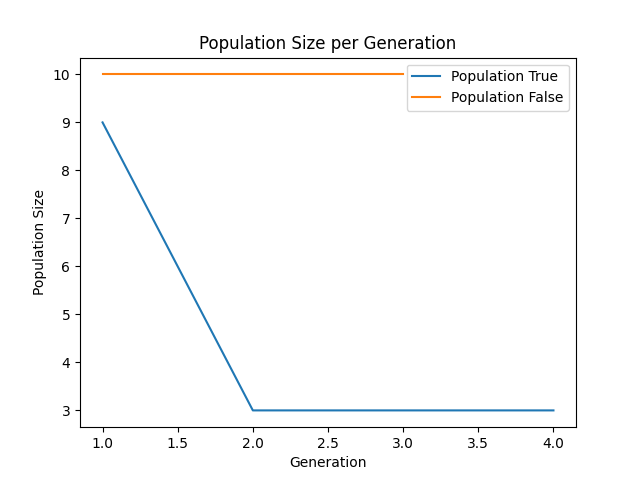 Population Size per Generation
Population True
Population False
Population Size
10
9
8
7
6
5
4
3
1.0 1.5 2.0 2.5 3.0 3.5 4.0
Generation